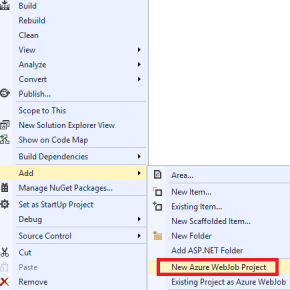 Build
Rebuild
Clean
View
Analyze
Convert
Publish...
Scope to This
New Solution Explorer View
Show on Code Map
Build Dependencies
Add
Manage NuGet Packages...
Set as StartUp Project
Debug
Source Control
Cut
Paste
Remove
Area...
New Item...
Existing Item...
New Scaffolded Item...
New Folder
Add ASP.NET Folder
New Azure WebJob Project
Existing Project as Azure WebJob